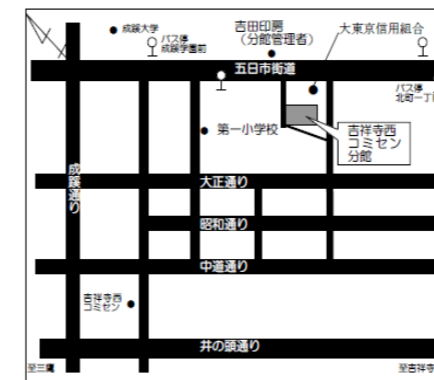 成蹊大学
バス停
成蹊学園前
吉田印房
（分館管理者）
大東京信用組合
五日市街道
バス停
北町一丁
第一小学校
吉祥寺西
コミセン
分館
成蹊通り
大正通り
昭和通り
中道通り
吉祥寺西
コミセン
井の頭通り
至三鷹
至吉祥寺